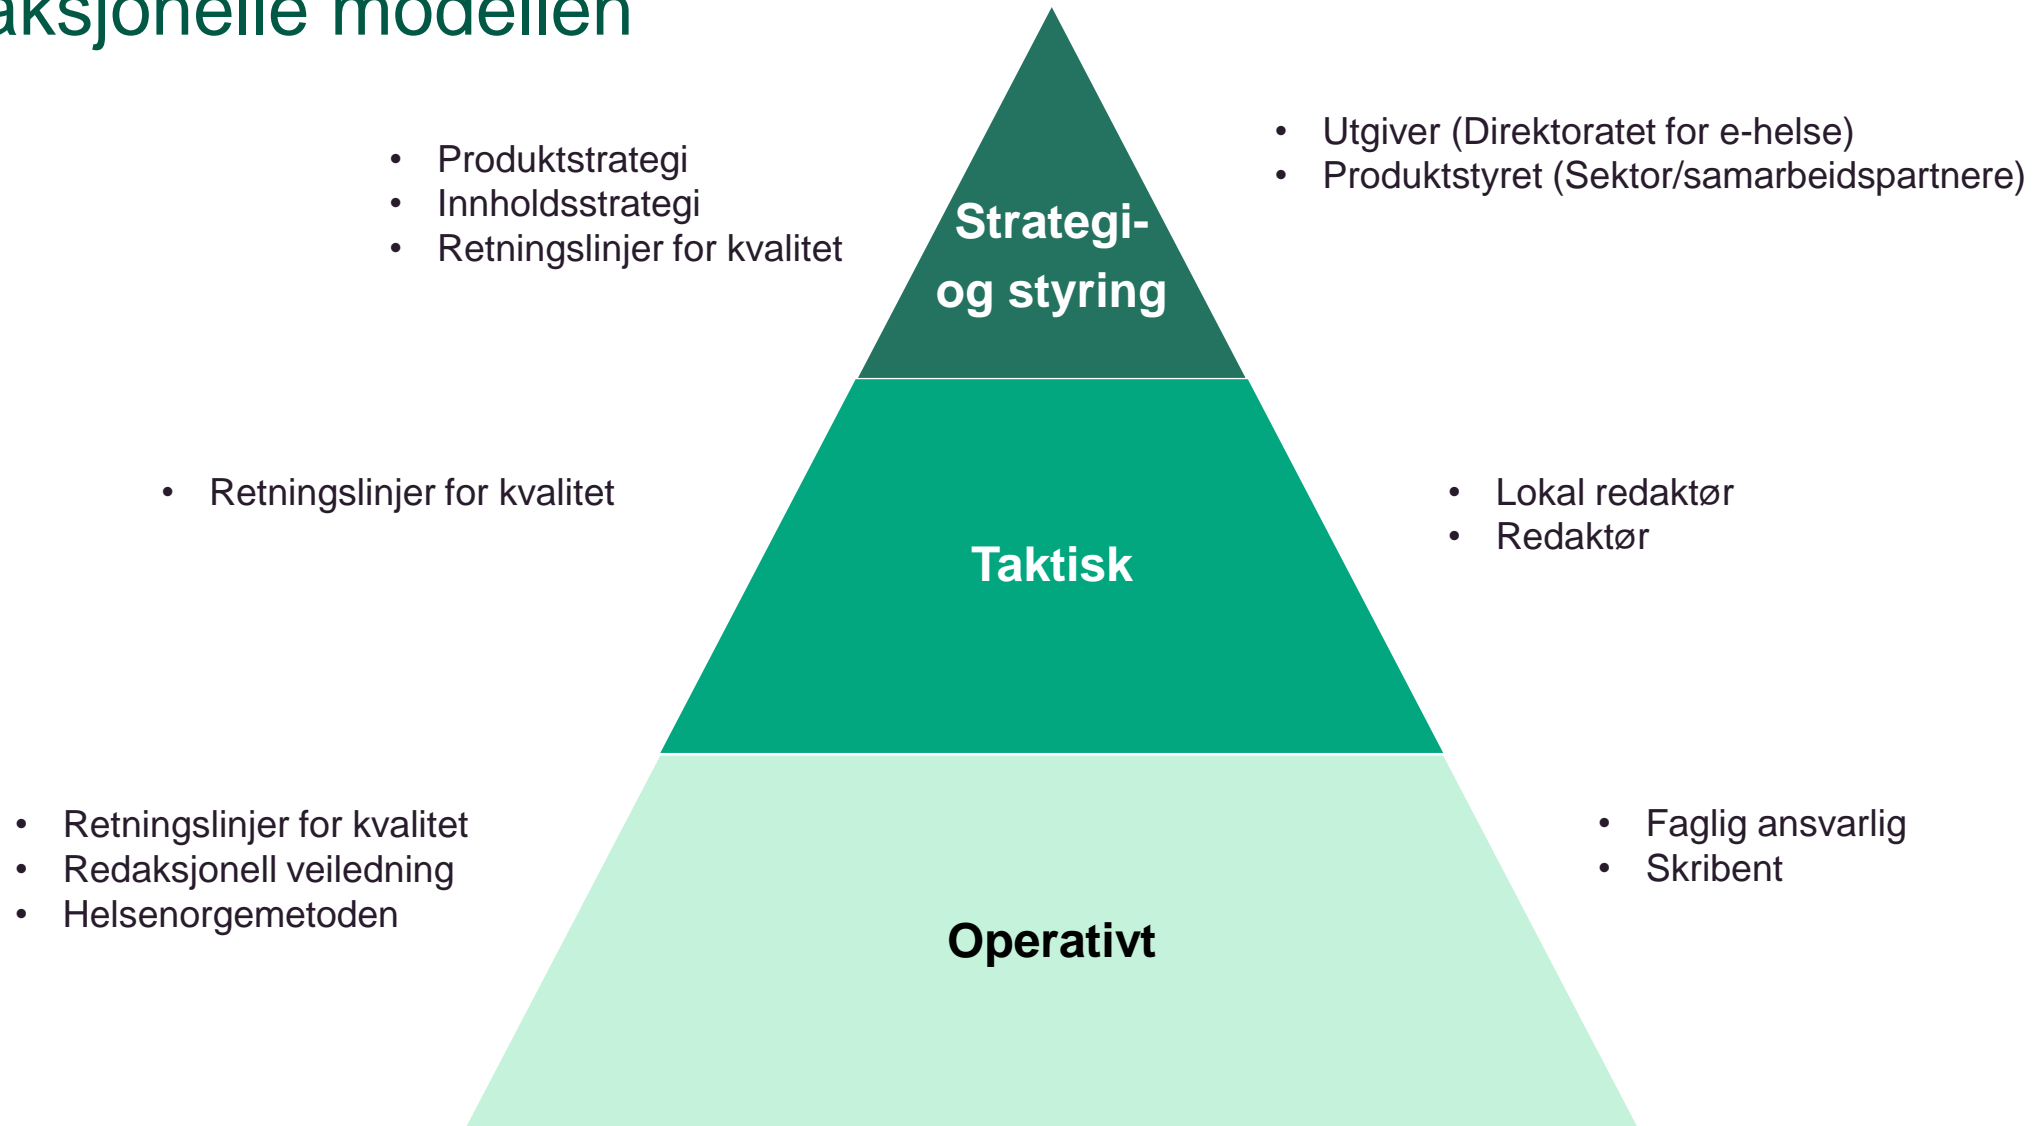 aksjonelle modellen
• Produktstrategi
• Innholdsstrategi
• Retningslinjer for kvalitet
Strategi-
og styring
• Utgiver (Direktoratet for e-helse)
• Produktstyret (Sektor/samarbeidspartnere)
• Retningslinjer for kvalitet
Taktisk
• Lokal redaktør
• Redaktør
• Retningslinjer for kvalitet
• Redaksjonell veiledning
• Helsenorgemetoden
Operativt
• Faglig ansvarlig
• Skribent